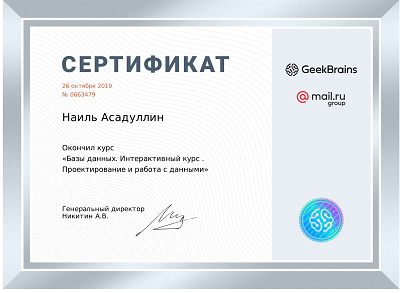 СЕРТИФИКАТ
26 октября 2019
№ 0663479
Наиль Асадуллин
Окончил курс
«Базы данных. Интерактивный курс .
Проектирование и работа с данными»
Генеральный директор
Никитин А.В.
GeekBrains
@mail.ru
group